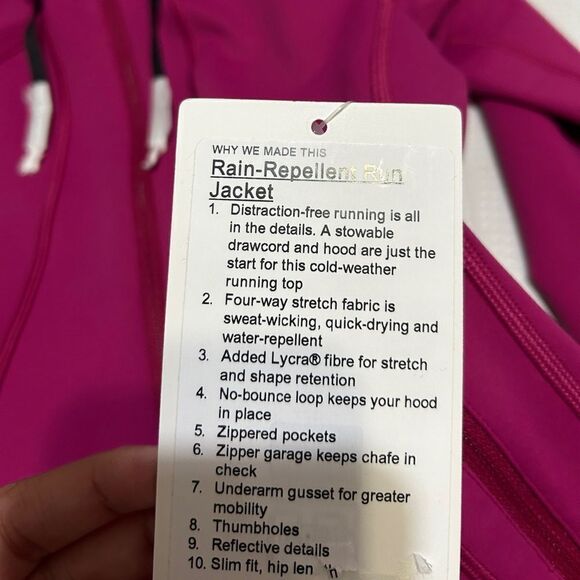 WHY WE MADE THIS
Rain-Repellent Run
Jacket
1. Distraction-free running is all
in the details. A stowable
drawcord and hood are just the
start for this cold-weather
running top
2. Four-way stretch fabric is
sweat-wicking, quick-drying and
water-repellent
3. Added Lycra® fibre for stretch
and shape retention
4. No-bounce loop keeps your hood
in place
5. Zippered pockets
6. Zipper garage keeps chafe in
check
7. Underarm gusset for greater
mobility
8. Thumbholes
9. Reflective details
10. Slim fit, hip